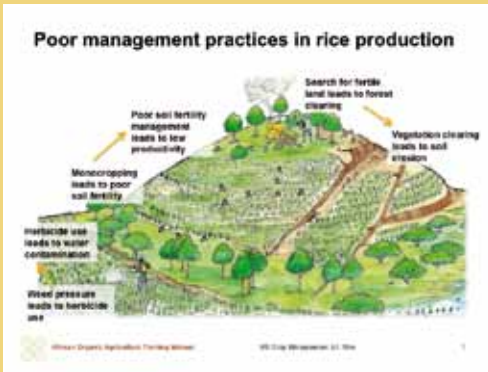 Poor management practices in rice production
Search for fertile
land leads to forest
clearing
Poor soil fertility
management
leads to low
productivity
Vegetation clearing
leads to soil
erosion
Monocropping
leads to poor
soil fertility
Herbicide use
leads to water
contamination
Weed pressure
leads to herbicide
use
African Organic Agriculture Training Manual